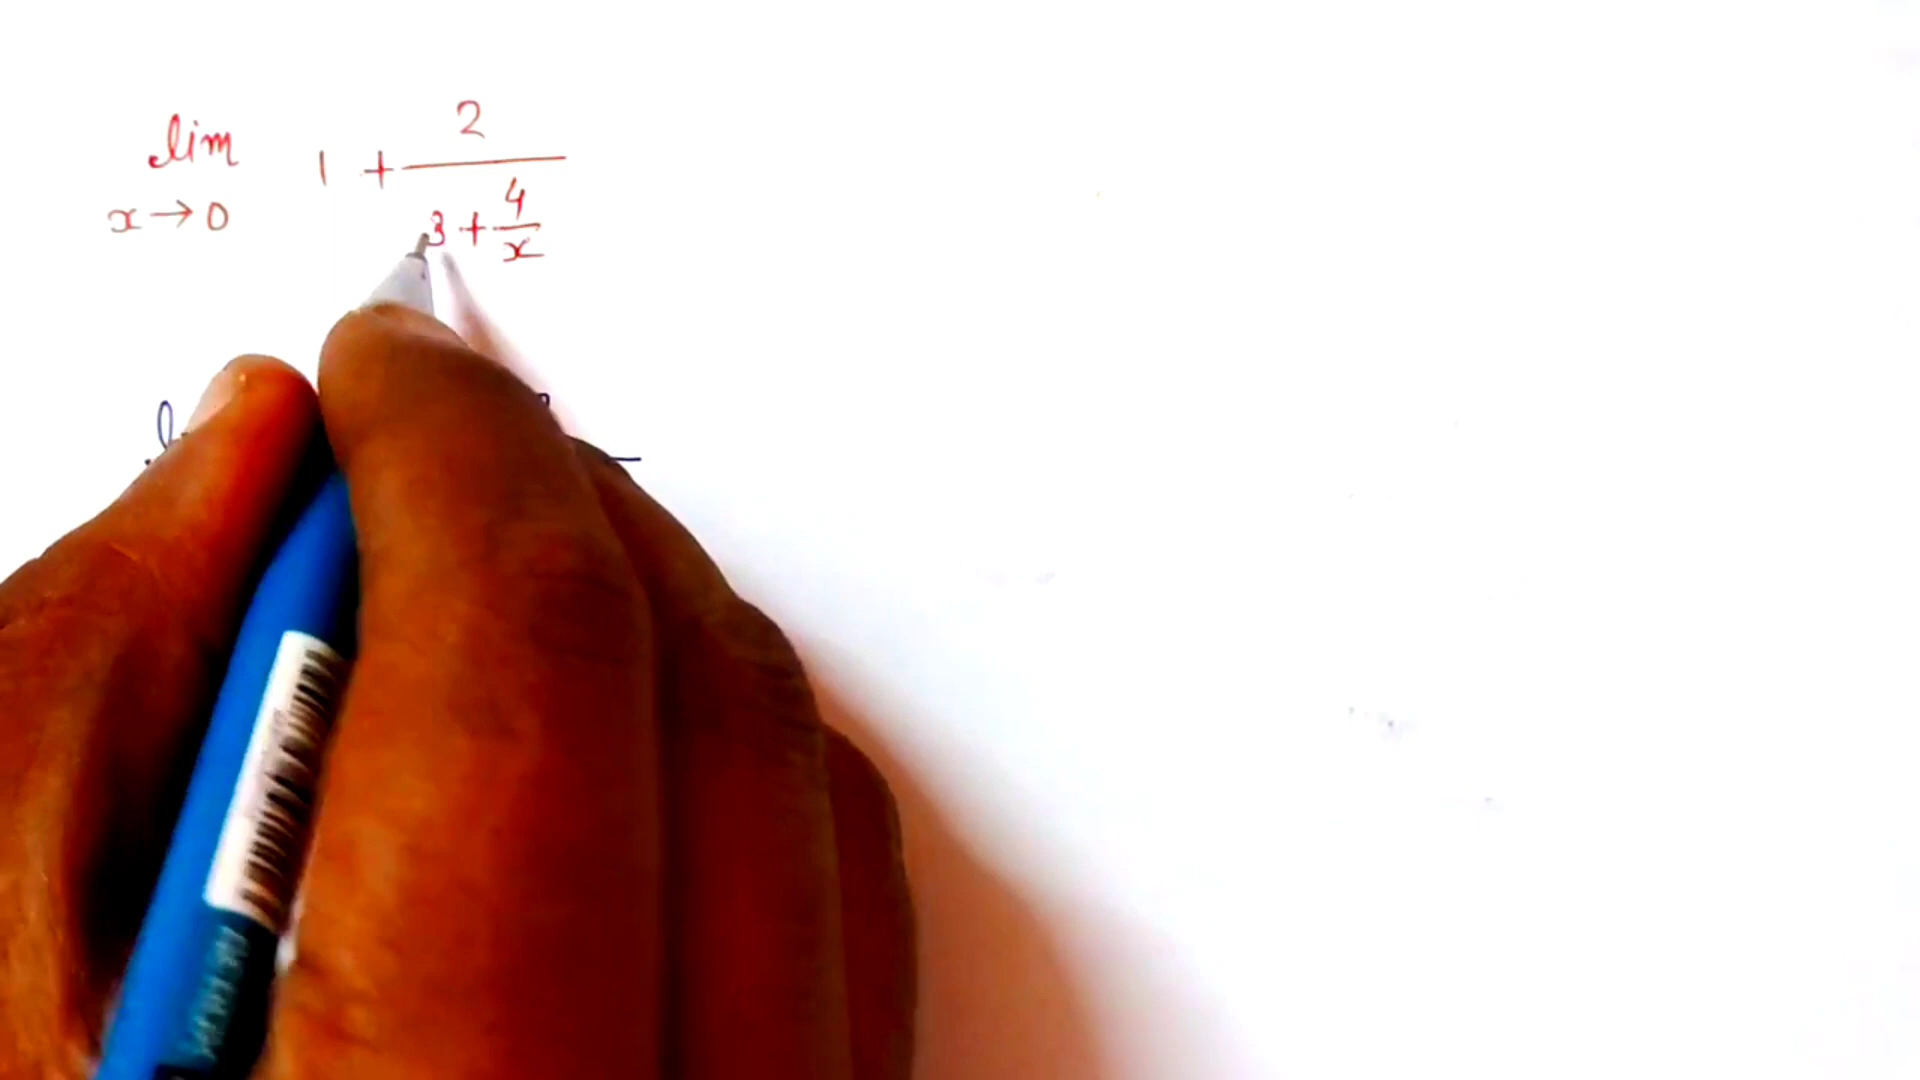 lim 1 + 2/(3 + 4/x)
x → 0